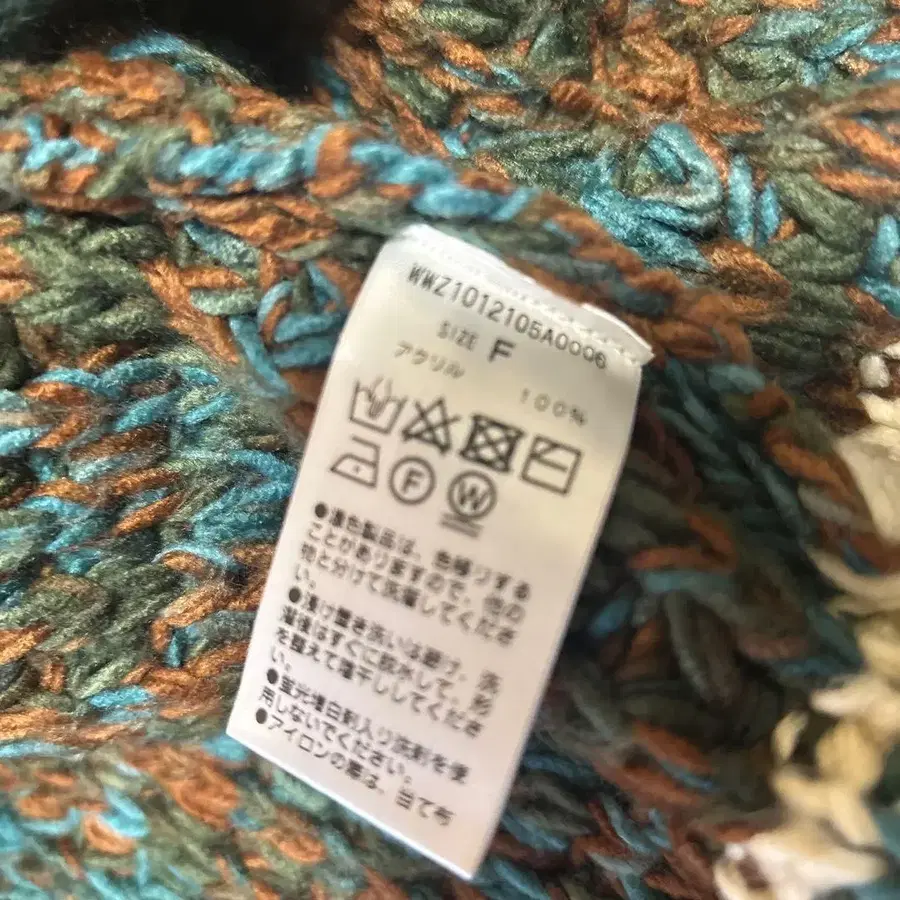 WWZ1012105A0006
SIZE F
アクリル 100%
F W
●濃色製品は、色移りする
ことがありますので、他の
物と分けて洗濯してくださ
い。
●漬け置き洗いは避け、洗
濯後はすぐに脱水して、形
を整えて陰干ししてくださ
い。
●蛍光増白剤入り洗剤を使
用しないでください。
●アイロンの際は、当て布